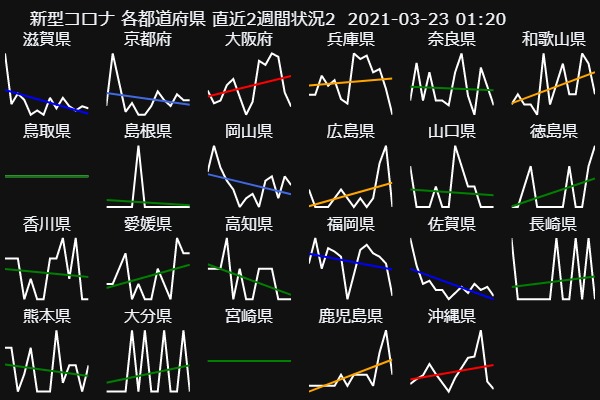 新型コロナ 各都道府県 直近2週間状況2 2021-03-23 01:20
滋賀県 京都府 大阪府 兵庫県 奈良県 和歌山県
鳥取県 島根県 岡山県 広島県 山口県 徳島県
香川県 愛媛県 高知県 福岡県 佐賀県 長崎県
熊本県 大分県 宮崎県 鹿児島県 沖縄県